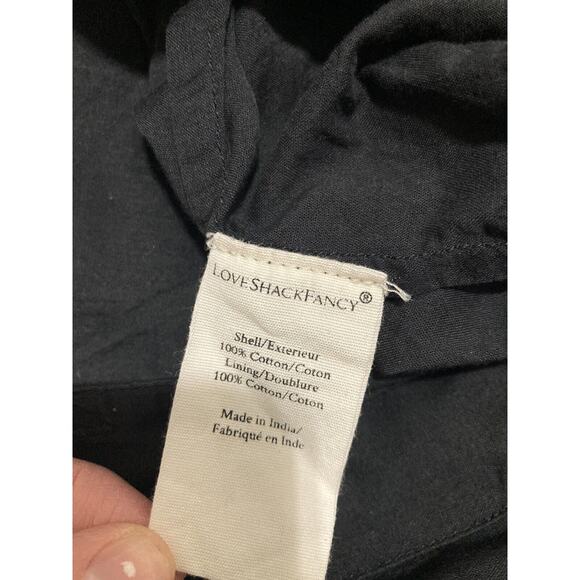 LOVESHACKFANCY®
Shell/Exterieur
100% Cotton/Coton
Lining/Doublure
100% Cotton/Coton
Made in India/
Fabriqué en Inde